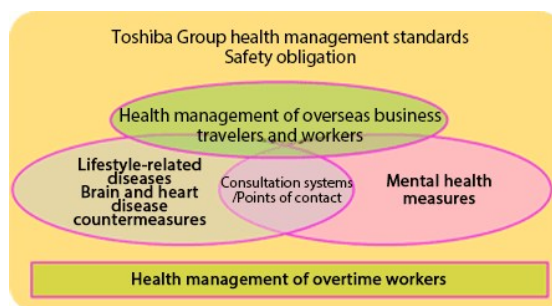 Toshiba Group health management standards
Safety obligation
Health management of overseas business
travelers and workers
Lifestyle-related
diseases
Brain and heart
disease
countermeasures
Consultation systems
/Points of contact
Mental health
measures
Health management of overtime workers